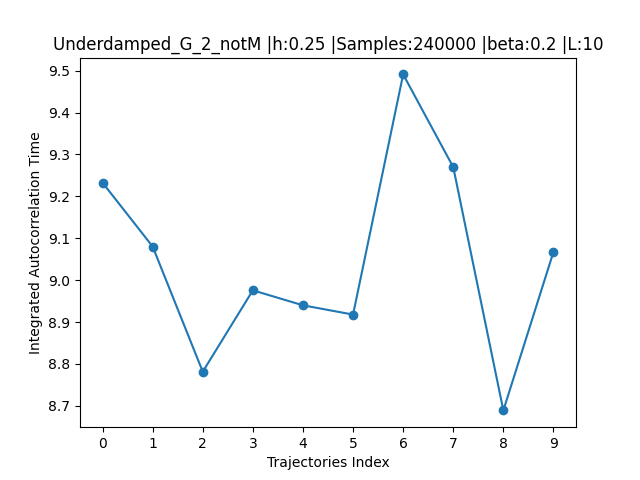 Underdamped_G_2_notM |h:0.25 |Samples:240000 |beta:0.2 |L:10
Integrated Autocorrelation Time
9.5
9.4
9.3
9.2
9.1
9.0
8.9
8.8
8.7
0 1 2 3 4 5 6 7 8 9
Trajectories Index